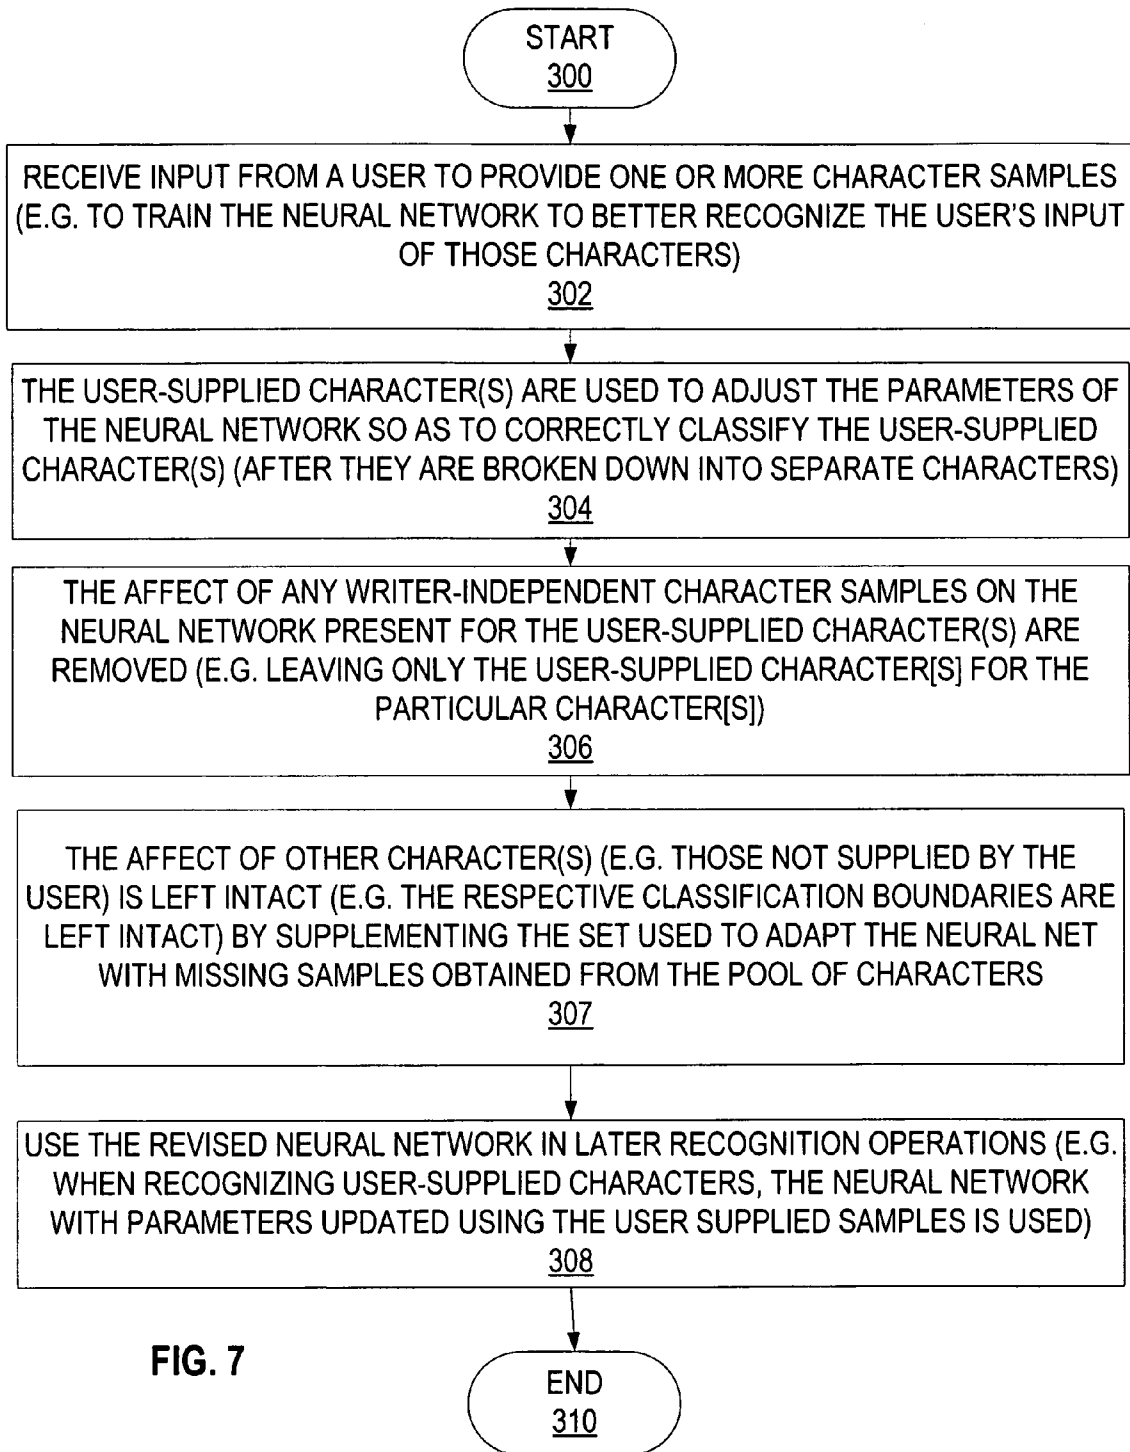 START
300
RECEIVE INPUT FROM A USER TO PROVIDE ONE OR MORE CHARACTER SAMPLES
(E.G. TO TRAIN THE NEURAL NETWORK TO BETTER RECOGNIZE THE USER'S INPUT
OF THOSE CHARACTERS)
302
THE USER-SUPPLIED CHARACTER(S) ARE USED TO ADJUST THE PARAMETERS OF
THE NEURAL NETWORK SO AS TO CORRECTLY CLASSIFY THE USER-SUPPLIED
CHARACTER(S) (AFTER THEY ARE BROKEN DOWN INTO SEPARATE CHARACTERS)
304
THE AFFECT OF ANY WRITER-INDEPENDENT CHARACTER SAMPLES ON THE
NEURAL NETWORK PRESENT FOR THE USER-SUPPLIED CHARACTER(S) ARE
REMOVED (E.G. LEAVING ONLY THE USER-SUPPLIED CHARACTER[S] FOR THE
PARTICULAR CHARACTER[S])
306
THE AFFECT OF OTHER CHARACTER(S) (E.G. THOSE NOT SUPPLIED BY THE
USER) IS LEFT INTACT (E.G. THE RESPECTIVE CLASSIFICATION BOUNDARIES ARE
LEFT INTACT) BY SUPPLEMENTING THE SET USED TO ADAPT THE NEURAL NET
WITH MISSING SAMPLES OBTAINED FROM THE POOL OF CHARACTERS
307
USE THE REVISED NEURAL NETWORK IN LATER RECOGNITION OPERATIONS (E.G.
WHEN RECOGNIZING USER-SUPPLIED CHARACTERS, THE NEURAL NETWORK
WITH PARAMETERS UPDATED USING THE USER SUPPLIED SAMPLES IS USED)
308
FIG. 7
END
310